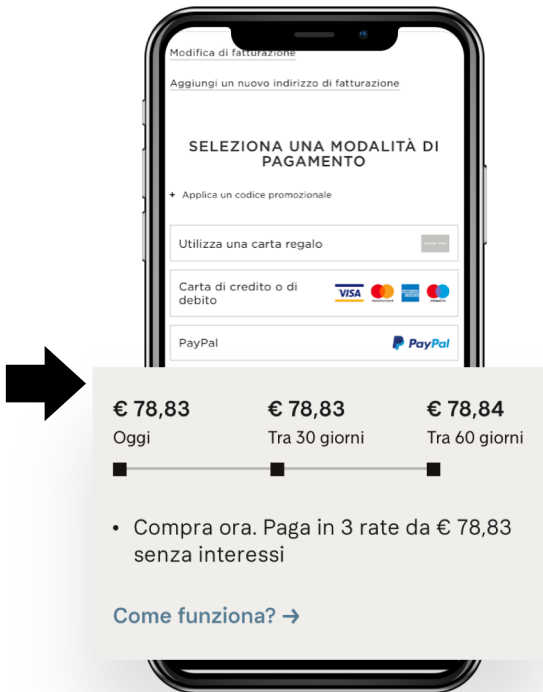 Modifica di fatturazione
Aggiungi un nuovo indirizzo di fatturazione
SELEZIONA UNA MODALITÀ DI
PAGAMENTO
+ Applica un codice promozionale
Utilizza una carta regalo
Carta di credito o di
debito
VISA
PayPal
PayPal
€ 78,83 € 78,83 € 78,84
Oggi Tra 30 giorni Tra 60 giorni
• Compra ora. Paga in 3 rate da € 78,83
senza interessi
Come funziona? →